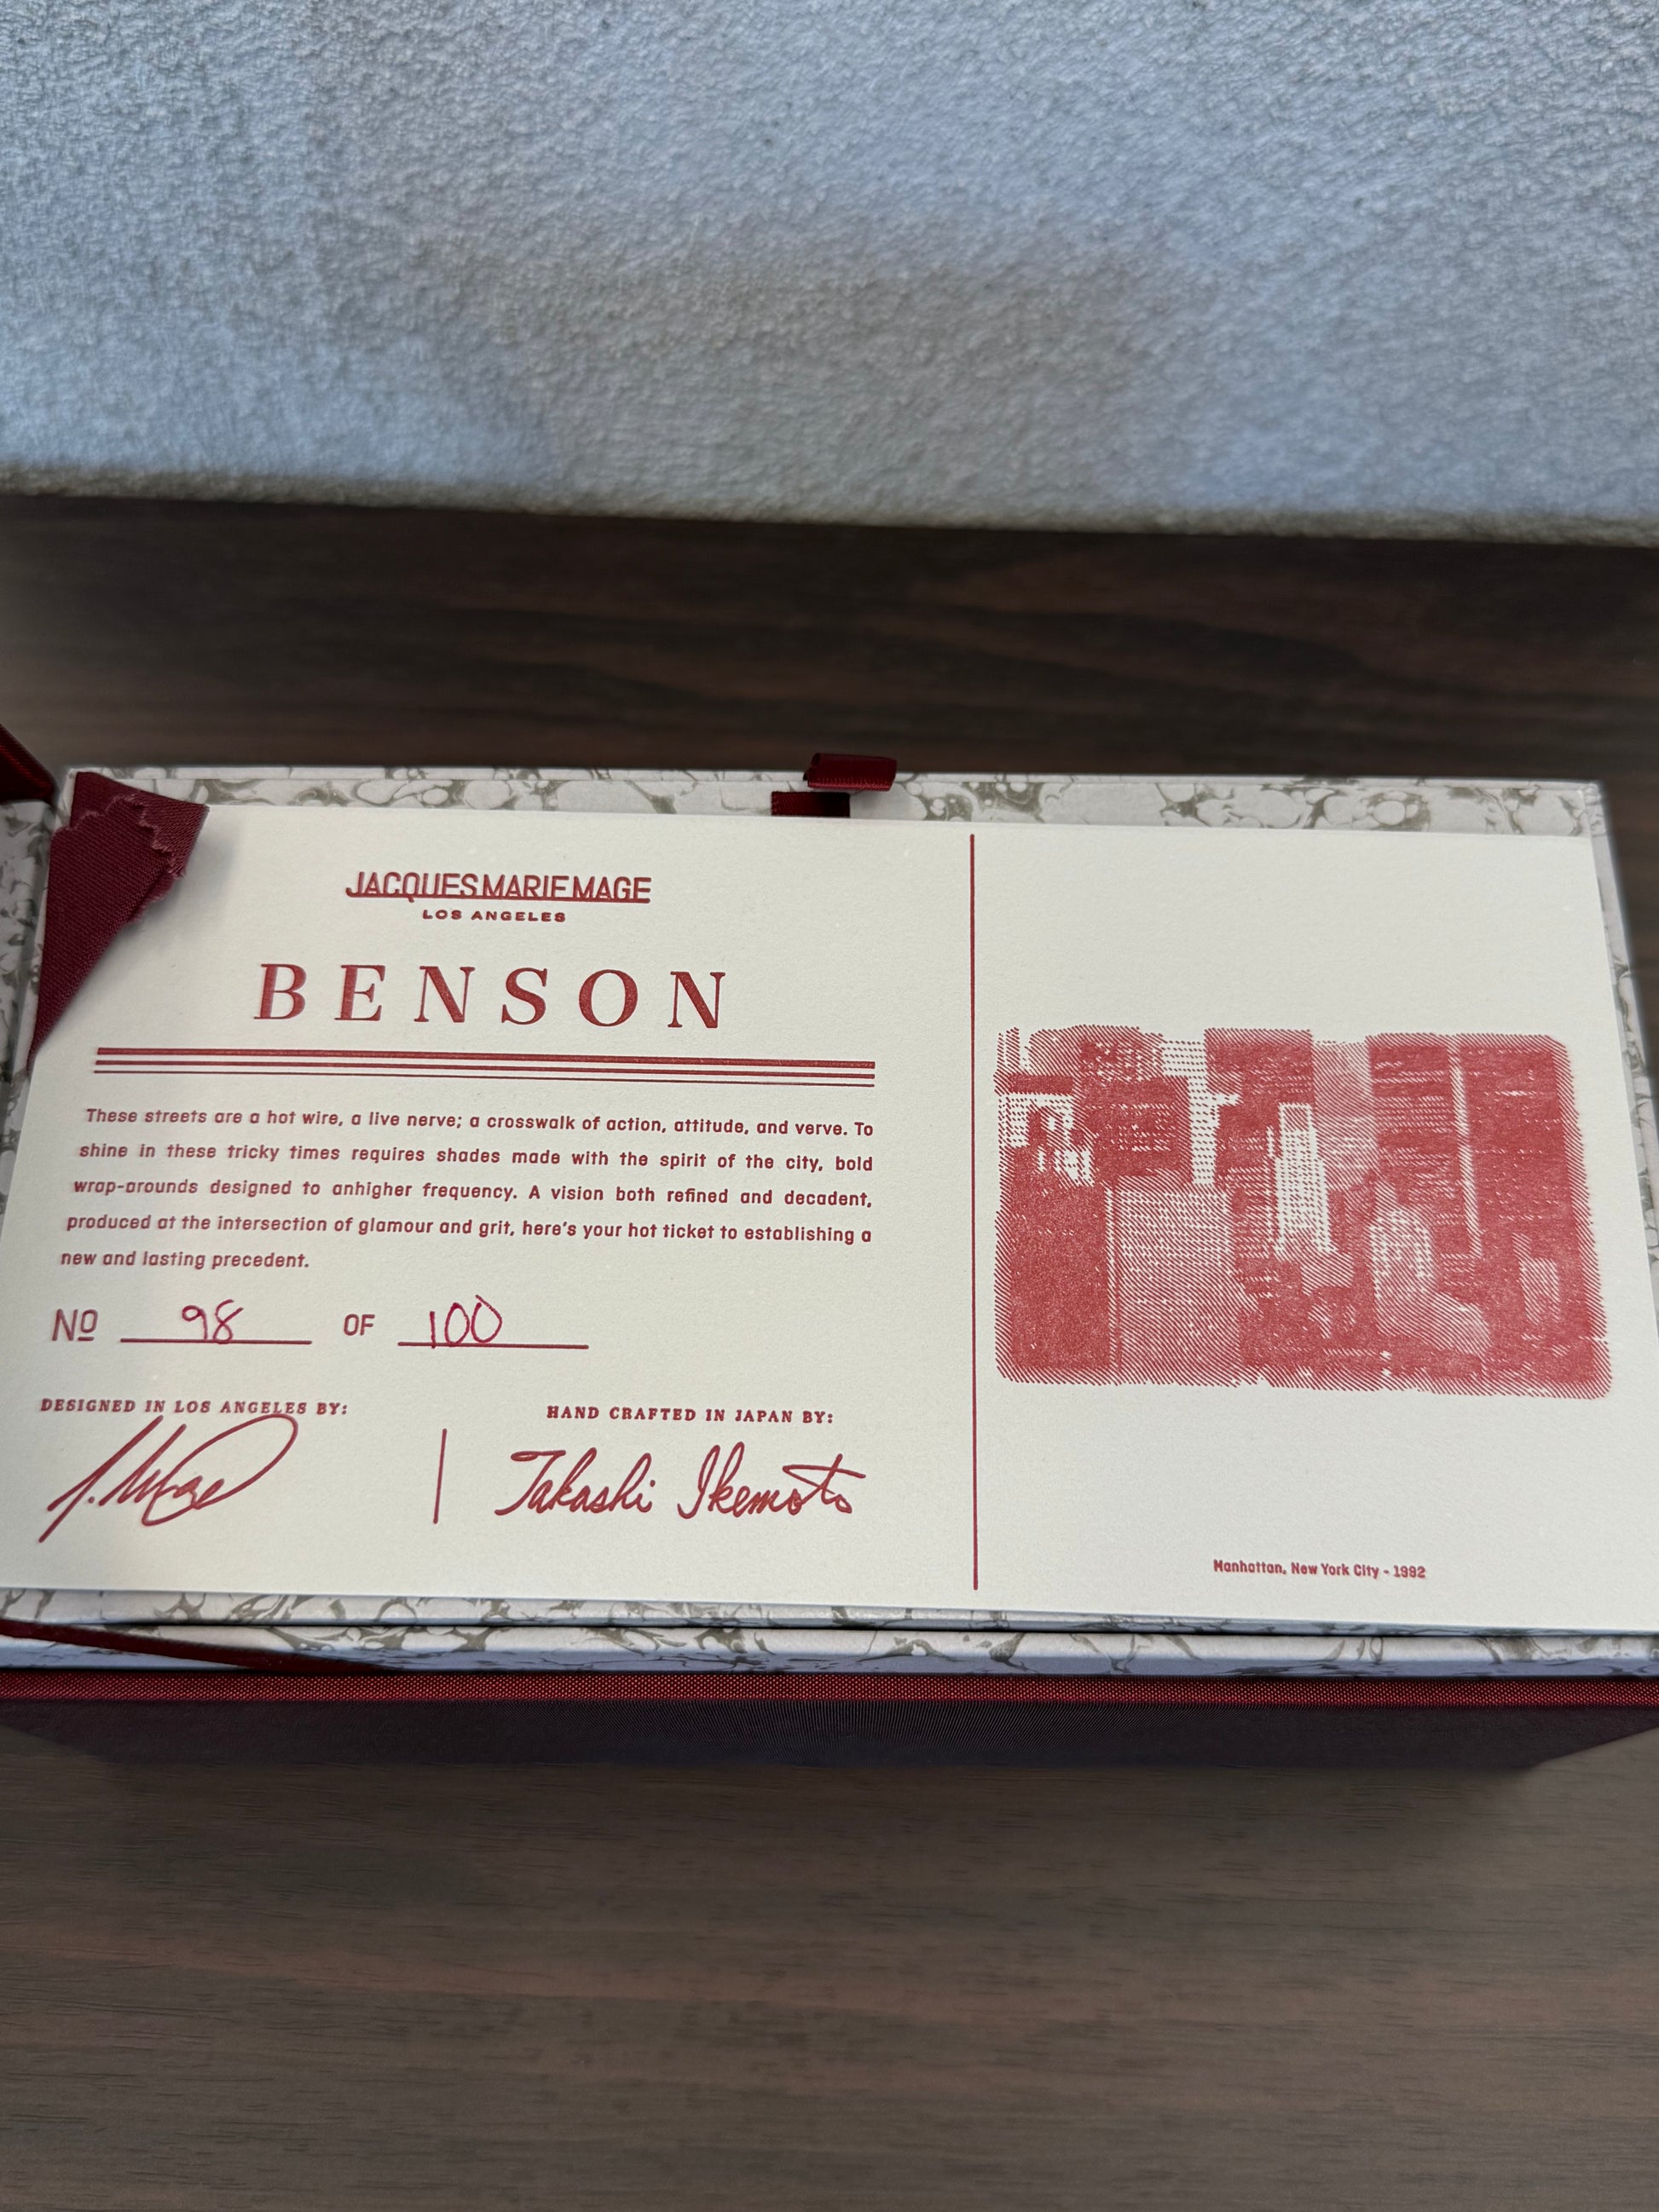 JACQUESMARIEMAGE
LOS ANGELES
BENSON
These streets are a hot wire, a live nerve; a crosswalk of action, attitude, and verve. To
shine in these tricky times requires shades made with the spirit of the city, bold
wrap-arounds designed to anhigher frequency. A vision both refined and decadent,
produced at the intersection of glamour and grit, here's your hot ticket to establishing a
new and lasting precedent.
Nº 98 OF 100
DESIGNED IN LOS ANGELES BY:
J. M. Mage
HAND CRAFTED IN JAPAN BY:
Takashi Ikemoto
Manhattan, New York City - 1992